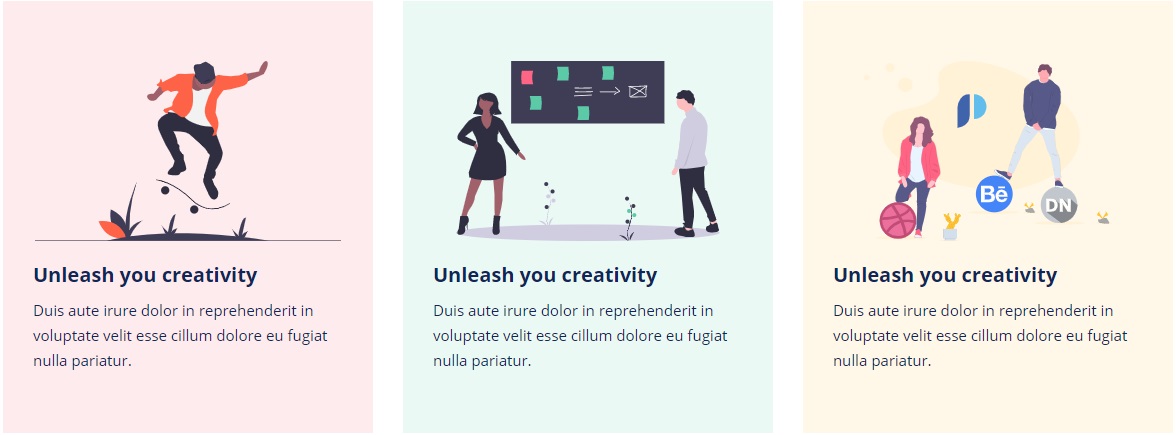 Unleash you creativity
Duis aute irure dolor in reprehenderit in
voluptate velit esse cillum dolore eu fugiat
nulla pariatur.
Unleash you creativity
Duis aute irure dolor in reprehenderit in
voluptate velit esse cillum dolore eu fugiat
nulla pariatur.
Bē
DN
Unleash you creativity
Duis aute irure dolor in reprehenderit in
voluptate velit esse cillum dolore eu fugiat
nulla pariatur.